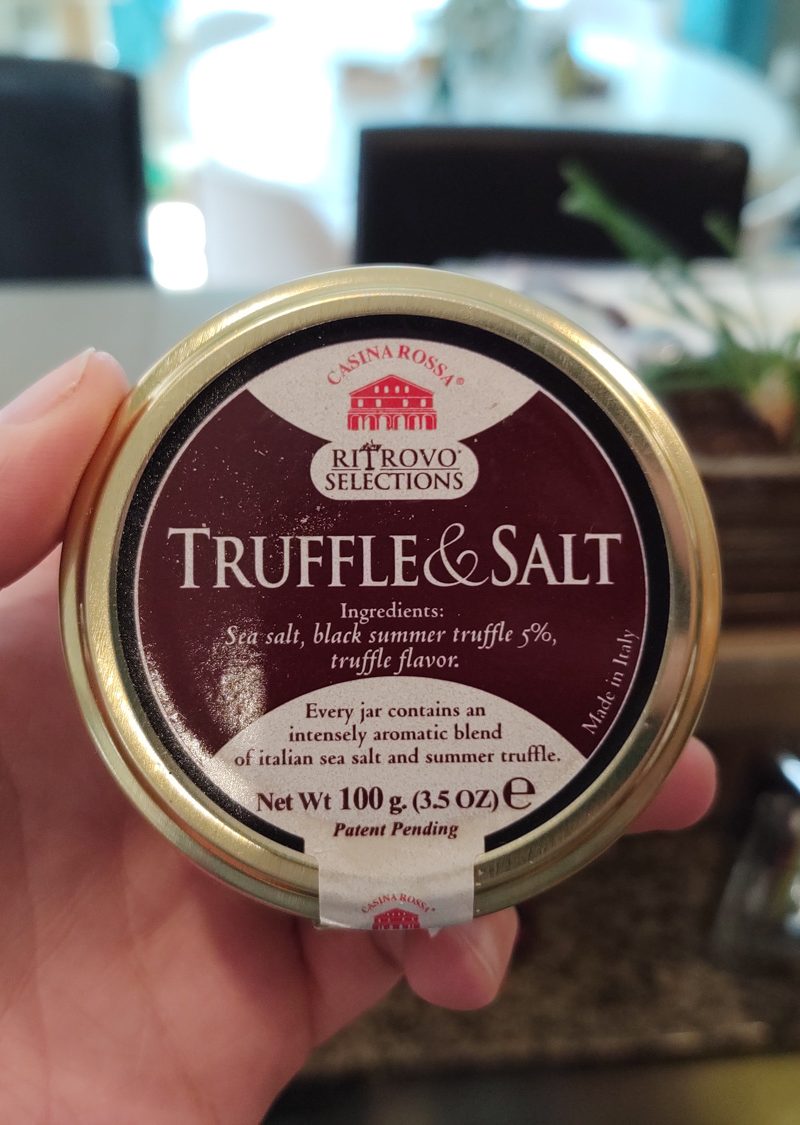 CASINA ROSSA®
RITROVO®
SELECTIONS
TRUFFLE & SALT
Ingredients:
Sea salt, black summer truffle 5%,
truffle flavor.
Made in Italy
Every jar contains an
intensely aromatic blend
of italian sea salt and summer truffle.
Net Wt 100 g. (3.5 OZ) ℮
Patent Pending
CASINA ROSSA®